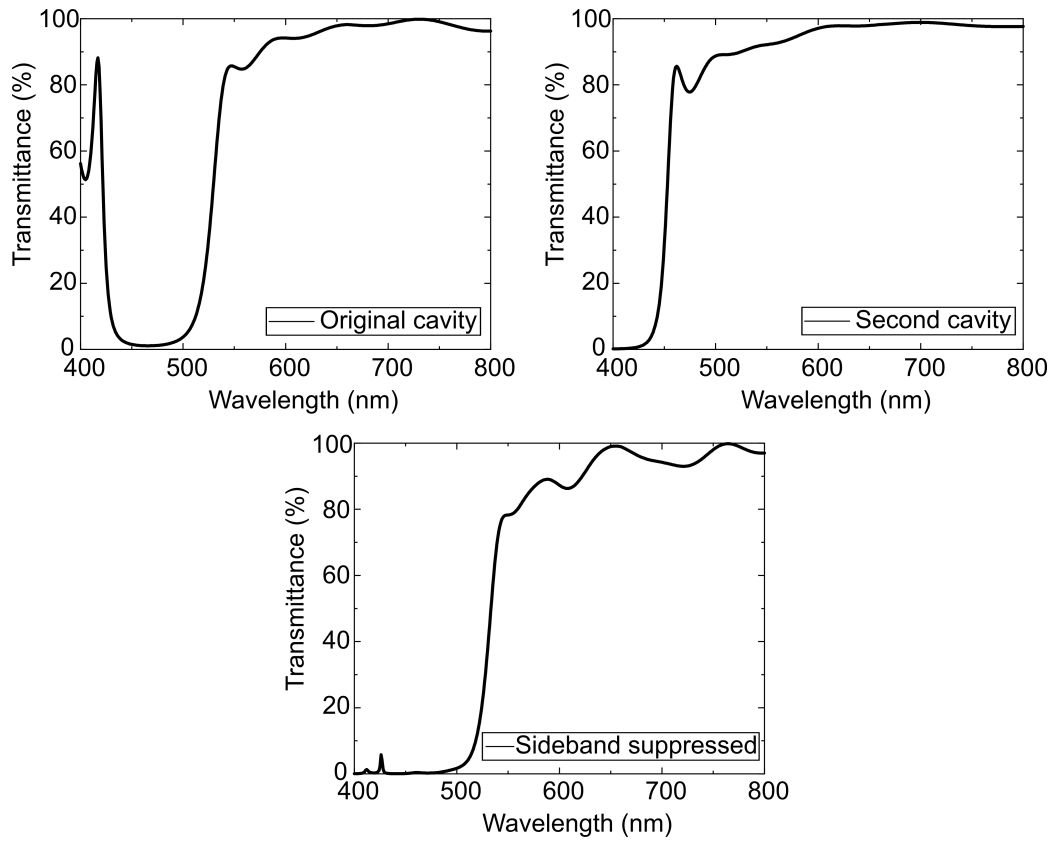 100
80
60
40
20
0
Transmittance (%)
Original cavity
400 500 600 700 800
Wavelength (nm)
100
80
60
40
20
0
Transmittance (%)
Second cavity
400 500 600 700 800
Wavelength (nm)
100
80
60
40
20
0
Transmittance (%)
Sideband suppressed
400 500 600 700 800
Wavelength (nm)